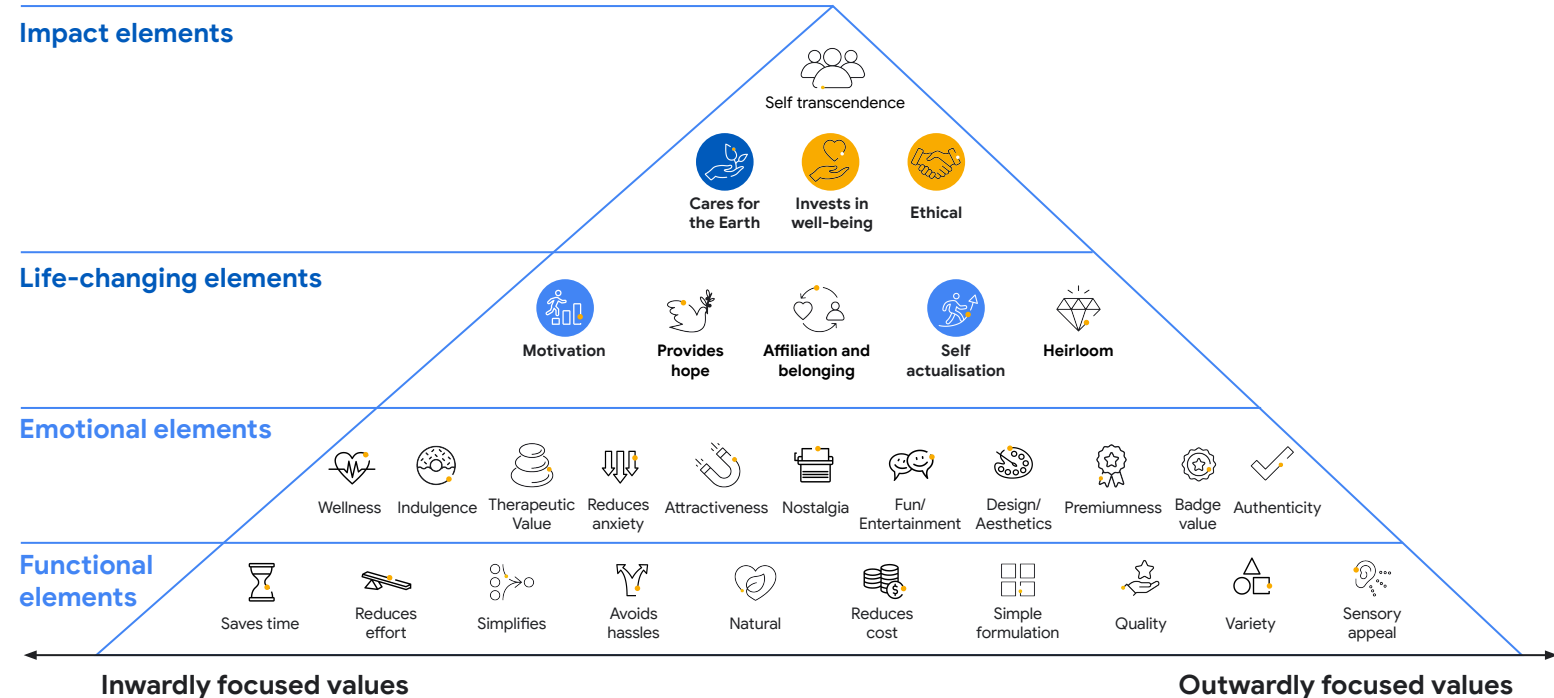 Impact elements
Self transcendence
Cares for
the Earth
Invests in
well-being
Ethical
Life-changing elements
Motivation
Provides
hope
Affiliation and
belonging
Self
actualisation
Heirloom
Emotional elements
Wellness
Indulgence
Therapeutic
Value
Reduces
anxiety
Attractiveness
Nostalgia
Fun/
Entertainment
Design/
Aesthetics
Premiumness
Badge
value
Authenticity
Functional
elements
Saves time
Reduces
effort
Simplifies
Avoids
hassles
Natural
$
Reduces
cost
Simple
formulation
Quality
Variety
Sensory
appeal
Inwardly focused values
Outwardly focused values